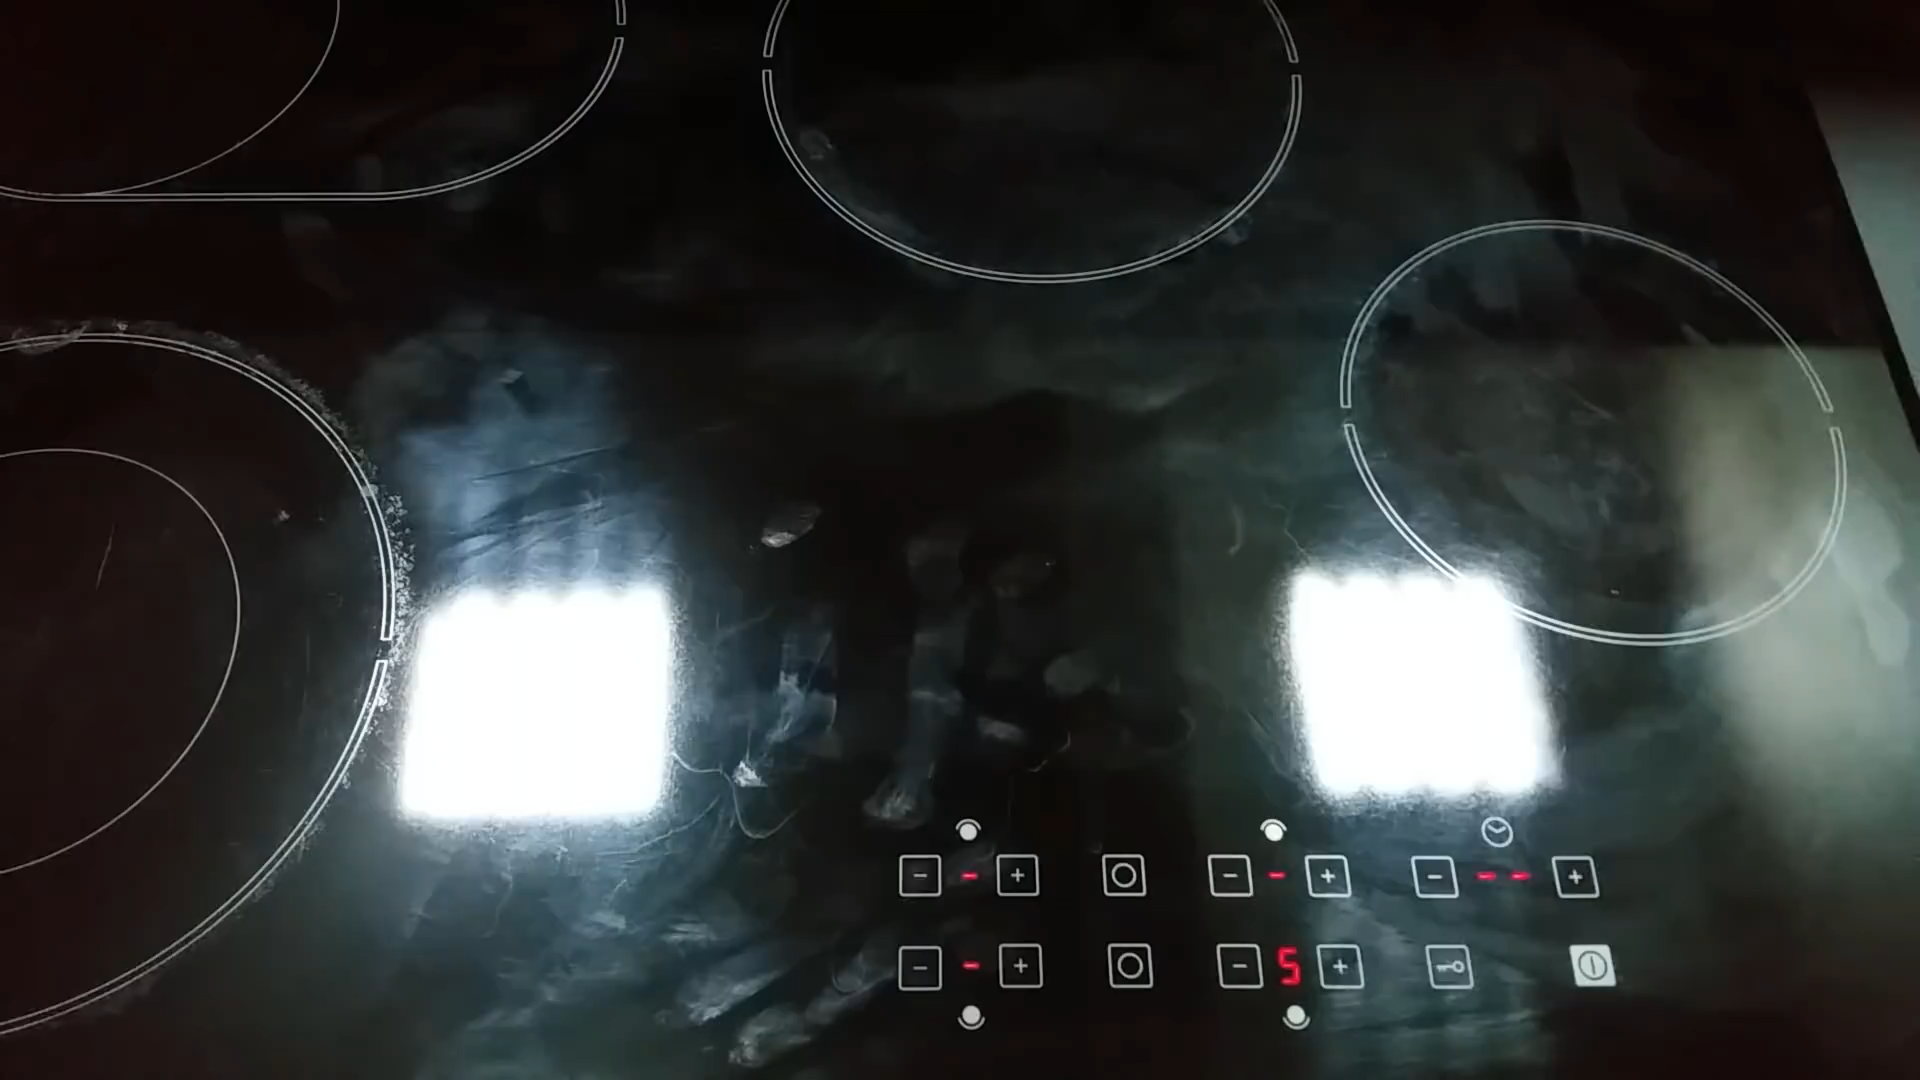 - - + - - + - - - +
- - + - 5 +